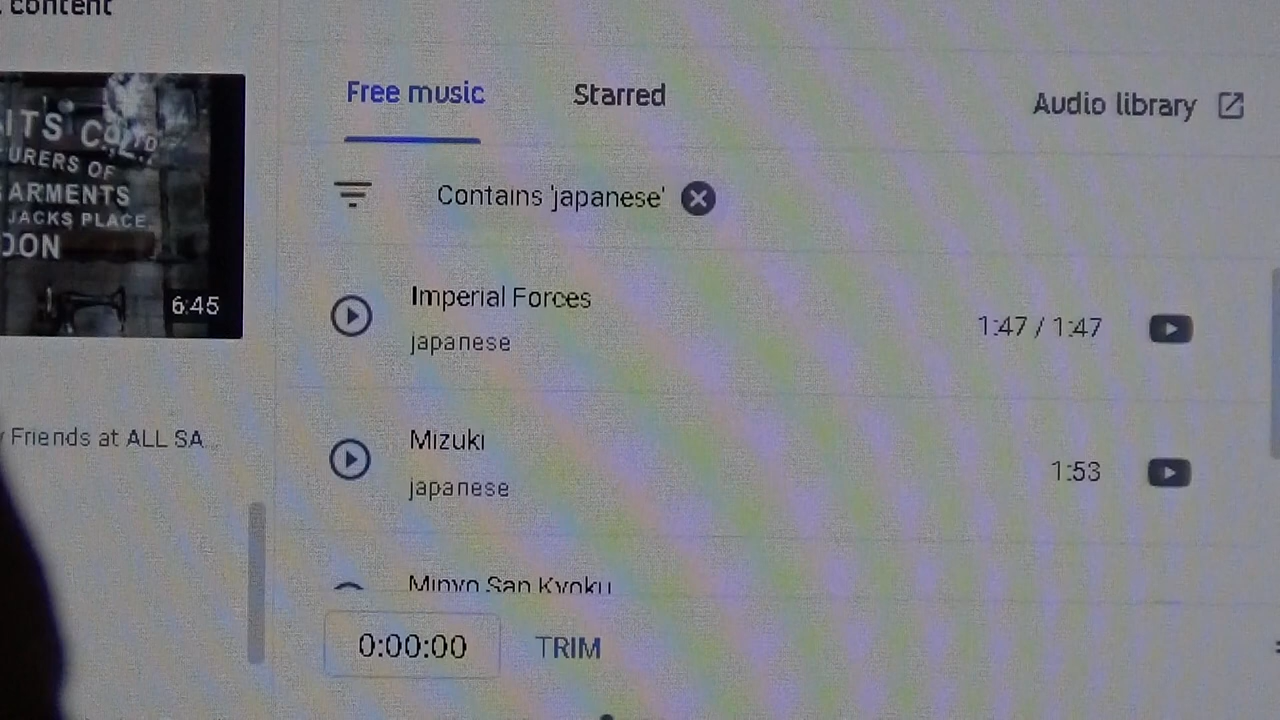 content
ITS CO. LTD.
URERS OF
ARMENTS
JACKS PLACE
DON
6:45
Friends at ALL SA...
Free music
Starred
Audio library
Contains 'japanese'
Imperial Forces
1:47 / 1:47
japanese
Mizuki
1:53
japanese
Minyo San Kyoku
0:00:00
TRIM